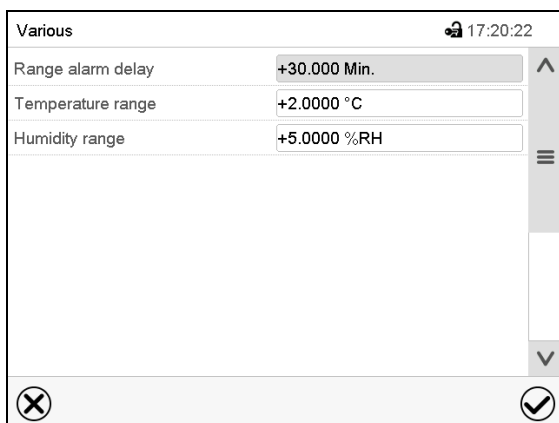 Various 17:20:22
Range alarm delay +30.000 Min.
Temperature range +2.0000 °C
Humidity range +5.0000 %RH